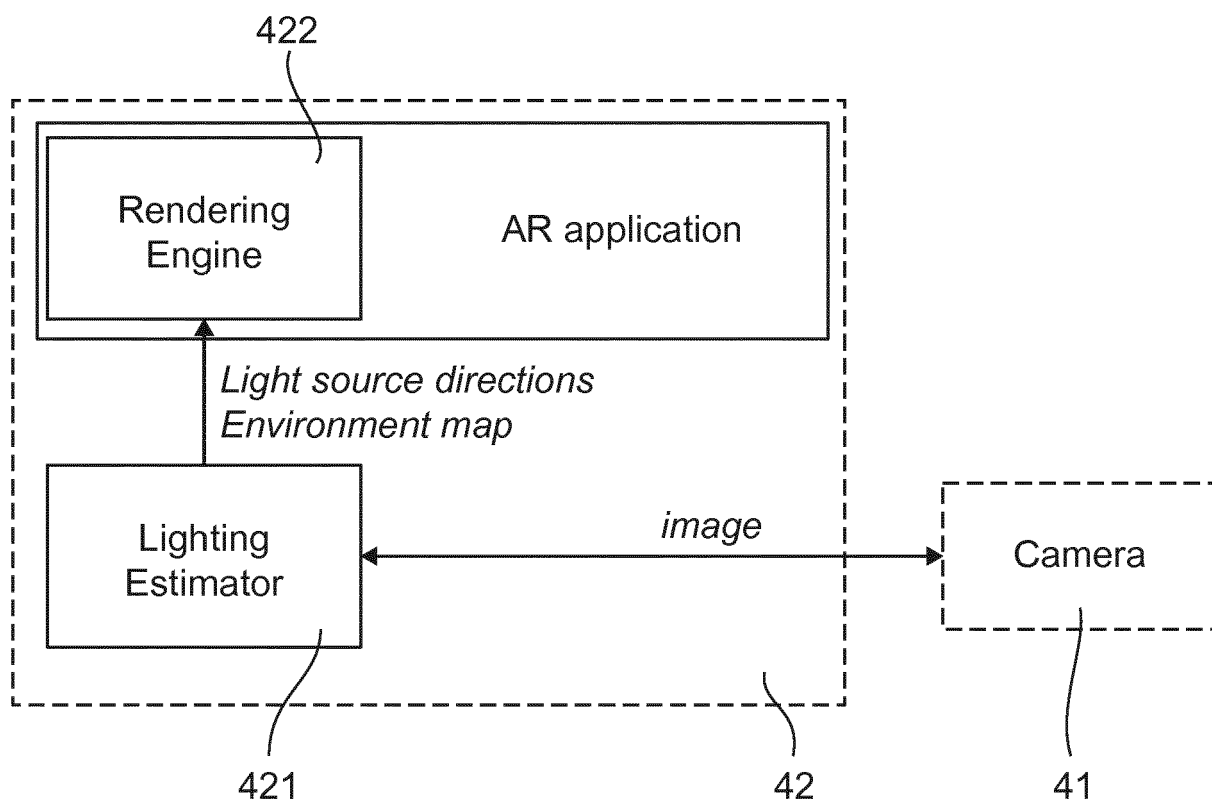 422
Rendering
Engine
AR application
Light source directions
Environment map
Lighting
Estimator
image
Camera
421
42
41